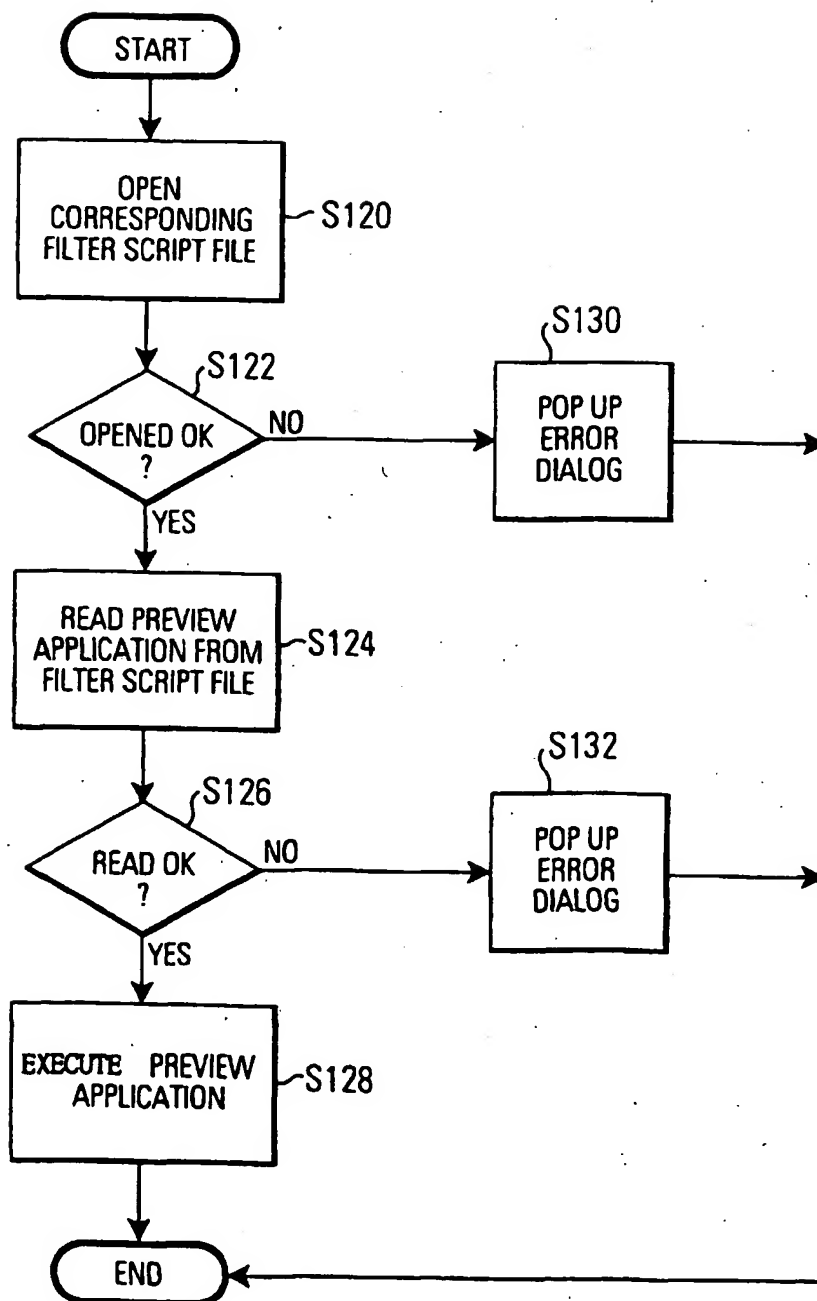 START
OPEN
CORRESPONDING
FILTER SCRIPT FILE
S120
S122
OPENED OK
?
NO
YES
S130
POP UP
ERROR
DIALOG
READ PREVIEW
APPLICATION FROM
FILTER SCRIPT FILE
S124
S126
READ OK
?
NO
YES
S132
POP UP
ERROR
DIALOG
EXECUTE PREVIEW
APPLICATION
S128
END